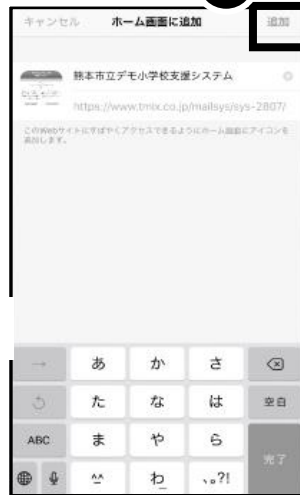 キャンセル ホーム画面に追加 追加
熊本市立デモ小学校支援システム
https://www.tmix.co.jp/mailsys/sys-2807/
このWebサイトにすばやくアクセスできるようにホーム画面にアイコンを
追加します。
→ あ か さ
た な は 空白
ABC ま や ら
^^ わ 、。?! 完了